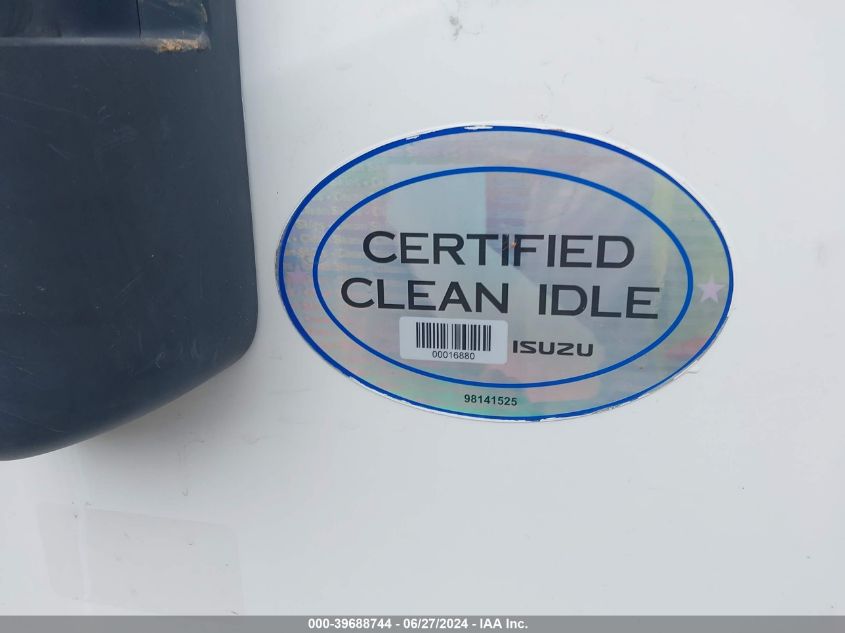 CERTIFIED
CLEAN IDLE
00016880
ISUZU
98141525
000-39688744 - 06/27/2024 - IAA Inc.